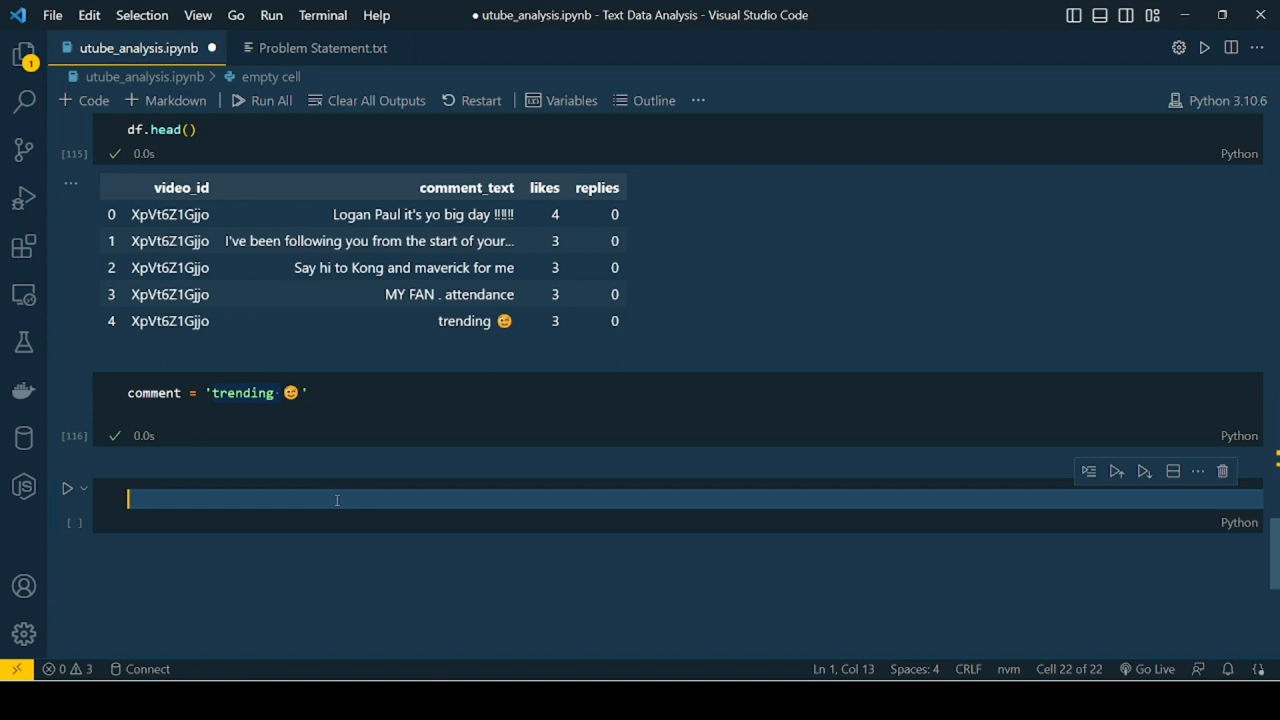 File Edit Selection View Go Run Terminal Help ● utube_analysis.ipynb - Text Data Analysis - Visual Studio Code
utube_analysis.ipynb ● Problem Statement.txt
1
utube_analysis.ipynb > empty cell
+ Code + Markdown Run All Clear All Outputs Restart Variables Outline ··· Python 3.10.6
df.head()
[115] ✓ 0.0s Python
··· video_id comment_text likes replies
0 XpVt6Z1Gjjo Logan Paul it's yo big day ‼️‼️‼️ 4 0
1 XpVt6Z1Gjjo I've been following you from the start of your... 3 0
2 XpVt6Z1Gjjo Say hi to Kong and maverick for me 3 0
3 XpVt6Z1Gjjo MY FAN . attendance 3 0
4 XpVt6Z1Gjjo trending 😉 3 0
comment = 'trending 😉'
[116] ✓ 0.0s Python
[ ] Python
0 3 Connect Ln 1, Col 13 Spaces: 4 CRLF nvm Cell 22 of 22 Go Live